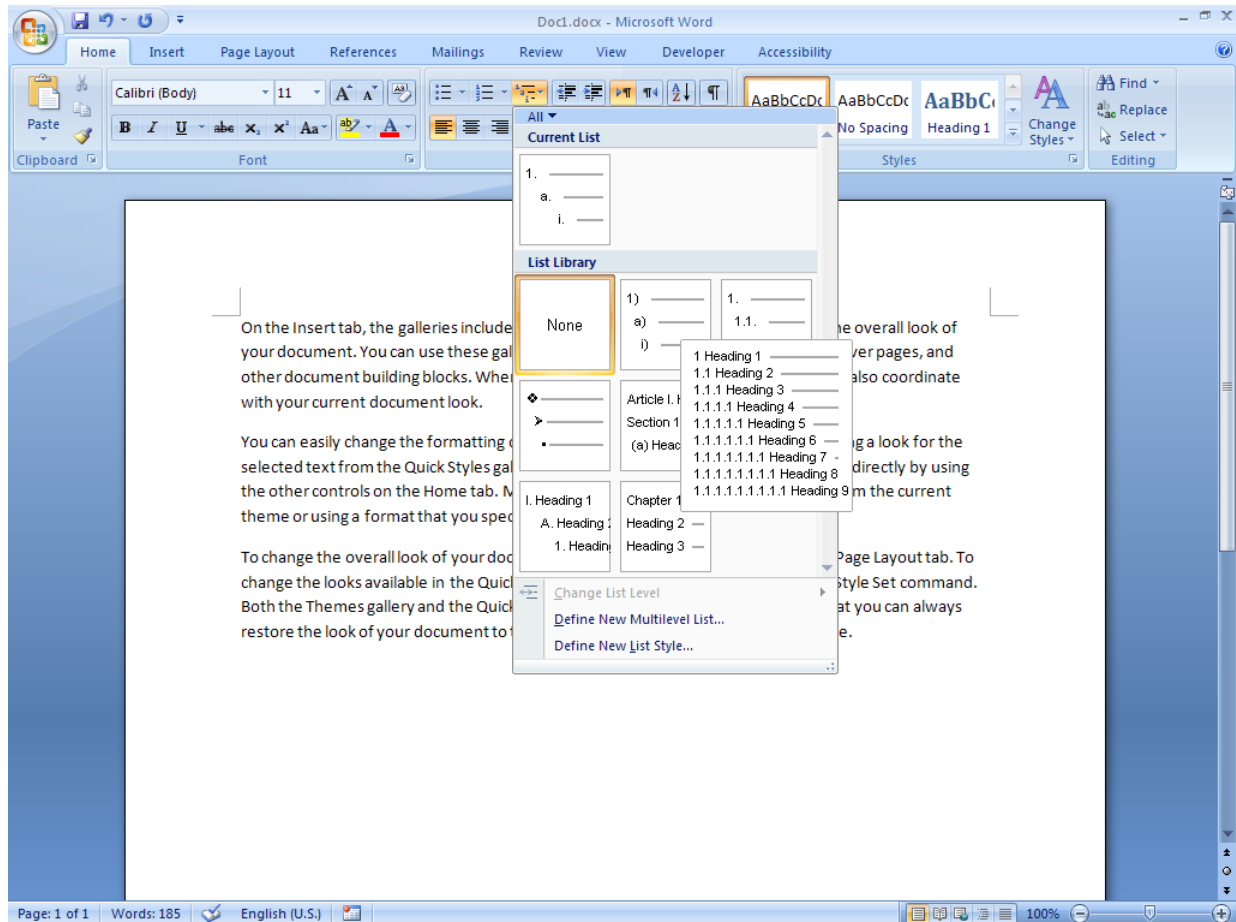 Doc1.docx - Microsoft Word
Home Insert Page Layout References Mailings Review View Developer Accessibility
Calibri (Body) 11 Aa
Paste
B I U abc x₂ x² Aa ab A
AaBbCcDc AaBbCcDc AaBbC
No Spacing Heading 1
Change Styles
Find
Replace
Select
Clipboard Font Styles Editing
All
Current List
1.
a.
i.
List Library
None
1)
a)
i)
1.
1.1.
1 Heading 1
1.1 Heading 2
1.1.1 Heading 3
1.1.1.1 Heading 4
1.1.1.1.1 Heading 5
1.1.1.1.1.1 Heading 6
1.1.1.1.1.1.1 Heading 7
1.1.1.1.1.1.1.1 Heading 8
1.1.1.1.1.1.1.1.1 Heading 9
Article I. H
Section 1
(a) Head
I. Heading 1
A. Heading 2
1. Heading
Chapter 1
Heading 2
Heading 3
Change List Level
Define New Multilevel List...
Define New List Style...
On the Insert tab, the galleries include he overall look of
your document. You can use these gal ver pages, and
other document building blocks. When also coordinate
with your current document look.
You can easily change the formatting o ng a look for the
selected text from the Quick Styles gal directly by using
the other controls on the Home tab. M m the current
theme or using a format that you spec
To change the overall look of your doc Page Layout tab. To
change the looks available in the Quick Style Set command.
Both the Themes gallery and the Quick at you can always
restore the look of your document to t e.
Page: 1 of 1 Words: 185 English (U.S.) 100%